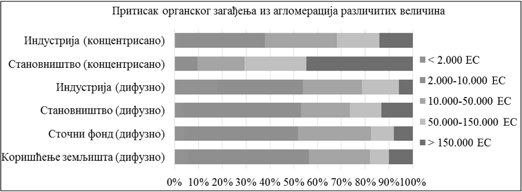 Притисак органског загађења из агломерација различитих величина
Индустрија (концентрисано)
Становништво (концентрисано)
Индустрија (дифузно)
Становништво (дифузно)
Сточни фонд (дифузно)
Коришћење земљишта (дифузно)
0% 10% 20% 30% 40% 50% 60% 70% 80% 90% 100%
< 2.000 ЕС
2.000-10.000 ЕС
10.000-50.000 ЕС
50.000-150.000 ЕС
> 150.000 ЕС